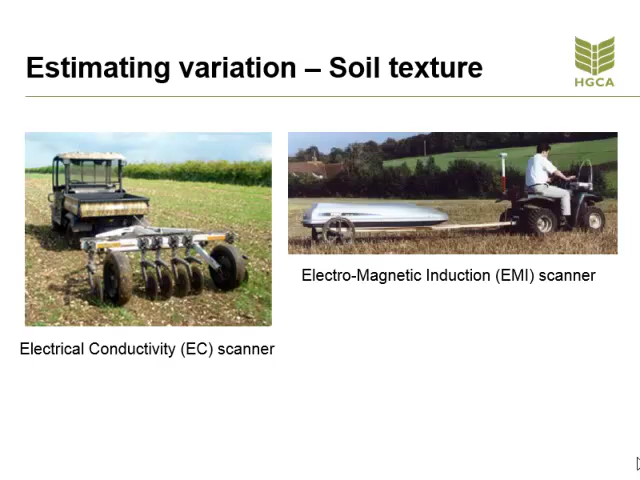 Estimating variation – Soil texture
HGCA
Electro-Magnetic Induction (EMI) scanner
Electrical Conductivity (EC) scanner